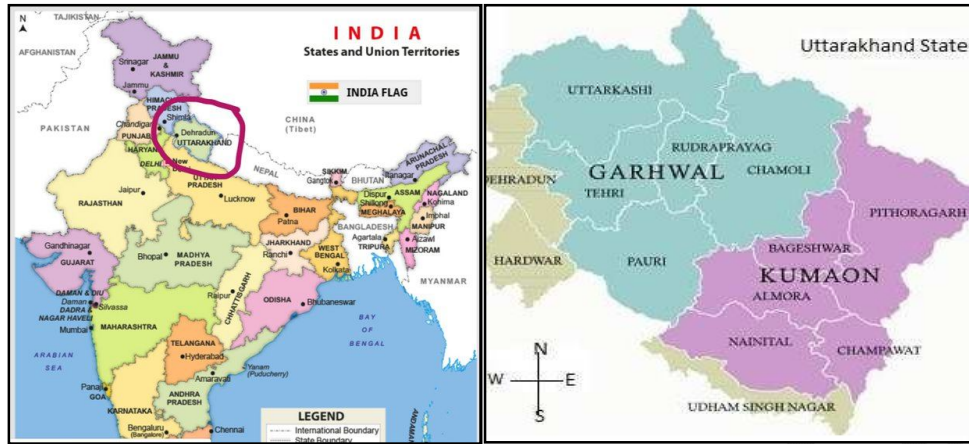 N
TAJIKISTAN
AFGHANISTAN
INDIA
States and Union Territories
INDIA FLAG
JAMMU
&
KASHMIR
Srinagar
Jammu
HIMACHAL
PRADESH
Shimla
Chandigarh
PUNJAB
Dehradun
UTTARAKHAND
HARYANA
DELHI
New
PAKISTAN
CHINA
(Tibet)
NEPAL
BHUTAN
SIKKIM
Gangtok
ARUNACHAL
PRADESH
Itanagar
Dispur
ASSAM
NAGALAND
Kohima
Shillong
MEGHALAYA
Imphal
MANIPUR
BANGLADESH
Agartala
TRIPURA
Aizawl
MIZORAM
MYANMAR
Jaipur
RAJASTHAN
UTTAR
PRADESH
Lucknow
BIHAR
Patna
JHARKHAND
Ranchi
WEST
BENGAL
Kolkata
Gandhinagar
GUJARAT
Bhopal
MADHYA
PRADESH
Raipur
CHHATTISGARH
ODISHA
Bhubaneswar
DAMAN & DIU
Daman
DADRA &
NAGAR HAVELI
Silvassa
Mumbai
MAHARASHTRA
TELANGANA
Hyderabad
Amaravati
Yanam
(Puducherry)
ANDHRA
PRADESH
ARABIAN
SEA
BAY
OF
BENGAL
Panaji
GOA
KARNATAKA
Bengaluru
(Bangalore)
Chennai
ANDAMAN
LEGEND
International Boundary
State Boundary
Uttarakhand State
UTTARKASHI
RUDRAPRAYAG
GARHWAL
CHAMOLI
DEHRADUN
TEHRI
PITHORAGARH
HARDWAR
PAURI
BAGESHWAR
KUMAON
ALMORA
NAINITAL
CHAMPAWAT
UDHAM SINGH NAGAR
N
W
E
S